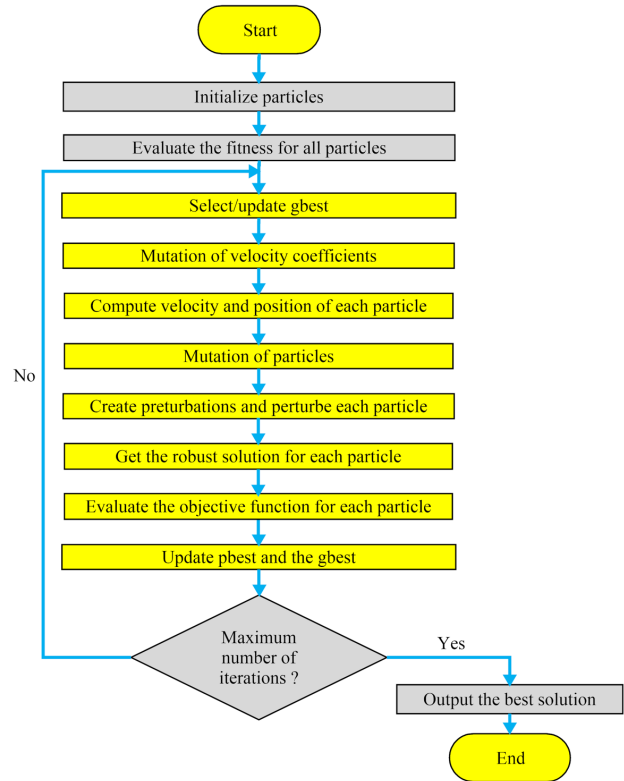 Start
Initialize particles
Evaluate the fitness for all particles
Select/update gbest
Mutation of velocity coefficients
Compute velocity and position of each particle
Mutation of particles
No
Create preturbations and perturbe each particle
Get the robust solution for each particle
Evaluate the objective function for each particle
Update pbest and the gbest
Maximum
number of
iterations ?
Yes
Output the best solution
End